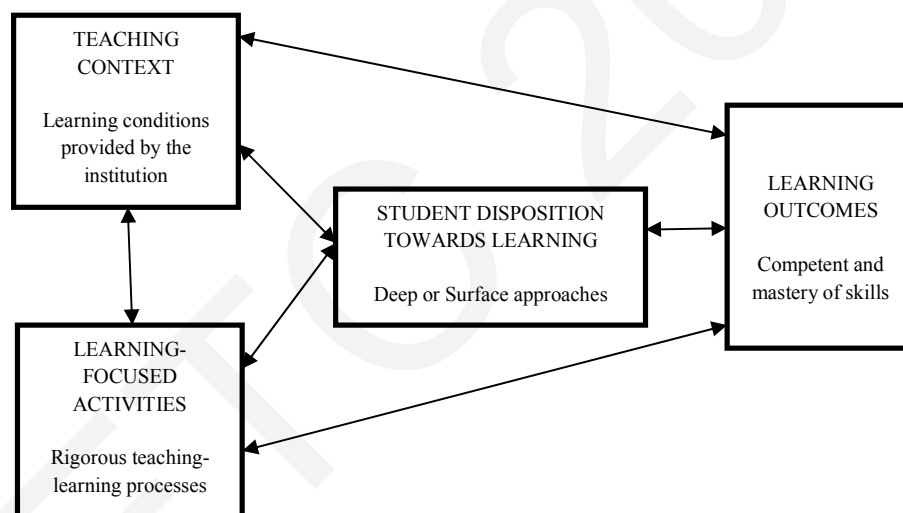 TEACHING
CONTEXT
Learning conditions
provided by the
institution
STUDENT DISPOSITION
TOWARDS LEARNING
Deep or Surface approaches
LEARNING
OUTCOMES
Competent and
mastery of skills
LEARNING-
FOCUSED
ACTIVITIES
Rigorous teaching-
learning processes